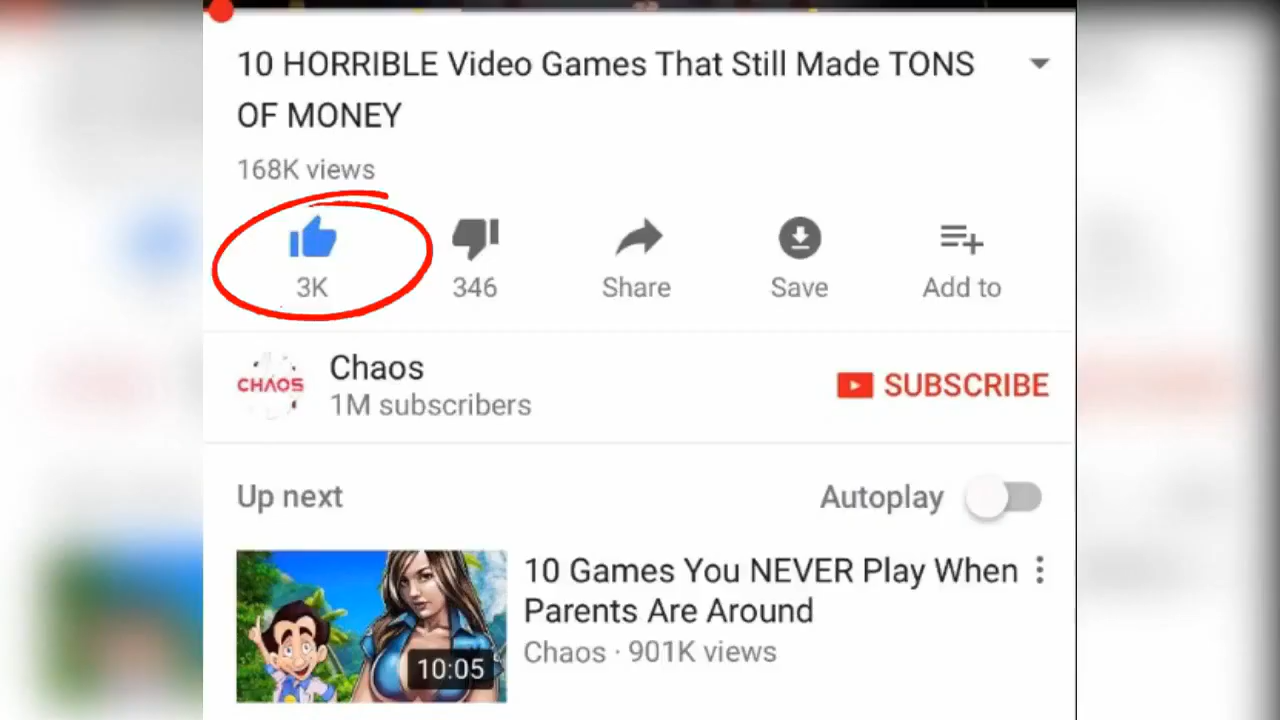 10 HORRIBLE Video Games That Still Made TONS
OF MONEY
168K views
3K
346
Share
Save
Add to
CHAOS
Chaos
1M subscribers
SUBSCRIBE
Up next
Autoplay
10:05
10 Games You NEVER Play When
Parents Are Around
Chaos · 901K views